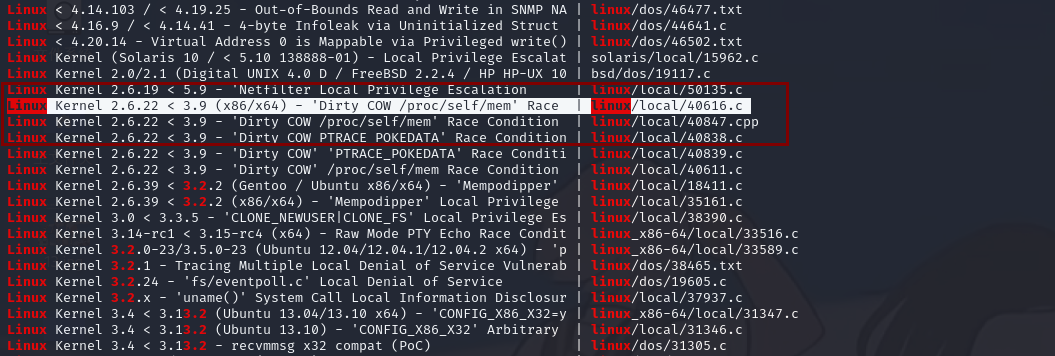 Linux < 4.14.103 / < 4.19.25 - Out-of-Bounds Read and Write in SNMP NA | linux/dos/46477.txt
Linux < 4.16.9 / < 4.14.41 - 4-byte Infoleak via Uninitialized Struct | linux/dos/44641.c
Linux < 4.20.14 - Virtual Address 0 is Mappable via Privileged write() | linux/dos/46502.txt
Linux Kernel (Solaris 10 / < 5.10 138888-01) - Local Privilege Escalat | solaris/local/15962.c
Linux Kernel 2.0/2.1 (Digital UNIX 4.0 D / FreeBSD 2.2.4 / HP HP-UX 10 | bsd/dos/19117.c
Linux Kernel 2.6.19 < 5.9 - 'Netfilter Local Privilege Escalation | linux/local/50135.c
Linux Kernel 2.6.22 < 3.9 (x86/x64) - 'Dirty COW /proc/self/mem' Race | linux/local/40616.c
Linux Kernel 2.6.22 < 3.9 - 'Dirty COW /proc/self/mem' Race Condition | linux/local/40847.cpp
Linux Kernel 2.6.22 < 3.9 - 'Dirty COW PTRACE_POKEDATA' Race Condition | linux/local/40838.c
Linux Kernel 2.6.22 < 3.9 - 'Dirty COW' 'PTRACE_POKEDATA' Race Conditi | linux/local/40839.c
Linux Kernel 2.6.22 < 3.9 - 'Dirty COW' /proc/self/mem Race Condition | linux/local/40611.c
Linux Kernel 2.6.39 < 3.2.2 (Gentoo / Ubuntu x86/x64) - 'Mempodipper' | linux/local/18411.c
Linux Kernel 2.6.39 < 3.2.2 (x86/x64) - 'Mempodipper' Local Privilege | linux/local/35161.c
Linux Kernel 3.0 < 3.3.5 - 'CLONE_NEWUSER|CLONE_FS' Local Privilege Es | linux/local/38390.c
Linux Kernel 3.14-rc1 < 3.15-rc4 (x64) - Raw Mode PTY Echo Race Condit | linux_x86-64/local/33516.c
Linux Kernel 3.2.0-23/3.5.0-23 (Ubuntu 12.04/12.04.1/12.04.2 x64) - 'p | linux_x86-64/local/33589.c
Linux Kernel 3.2.1 - Tracing Multiple Local Denial of Service Vulnerab | linux/dos/38465.txt
Linux Kernel 3.2.24 - 'fs/eventpoll.c' Local Denial of Service | linux/dos/19605.c
Linux Kernel 3.2.x - 'uname()' System Call Local Information Disclosur | linux/local/37937.c
Linux Kernel 3.4 < 3.13.2 (Ubuntu 13.04/13.10 x64) - 'CONFIG_X86_X32=y | linux_x86-64/local/31347.c
Linux Kernel 3.4 < 3.13.2 (Ubuntu 13.10) - 'CONFIG_X86_X32' Arbitrary | linux/local/31346.c
Linux Kernel 3.4 < 3.13.2 - recvmmsg x32 compat (PoC) | linux/dos/31305.c